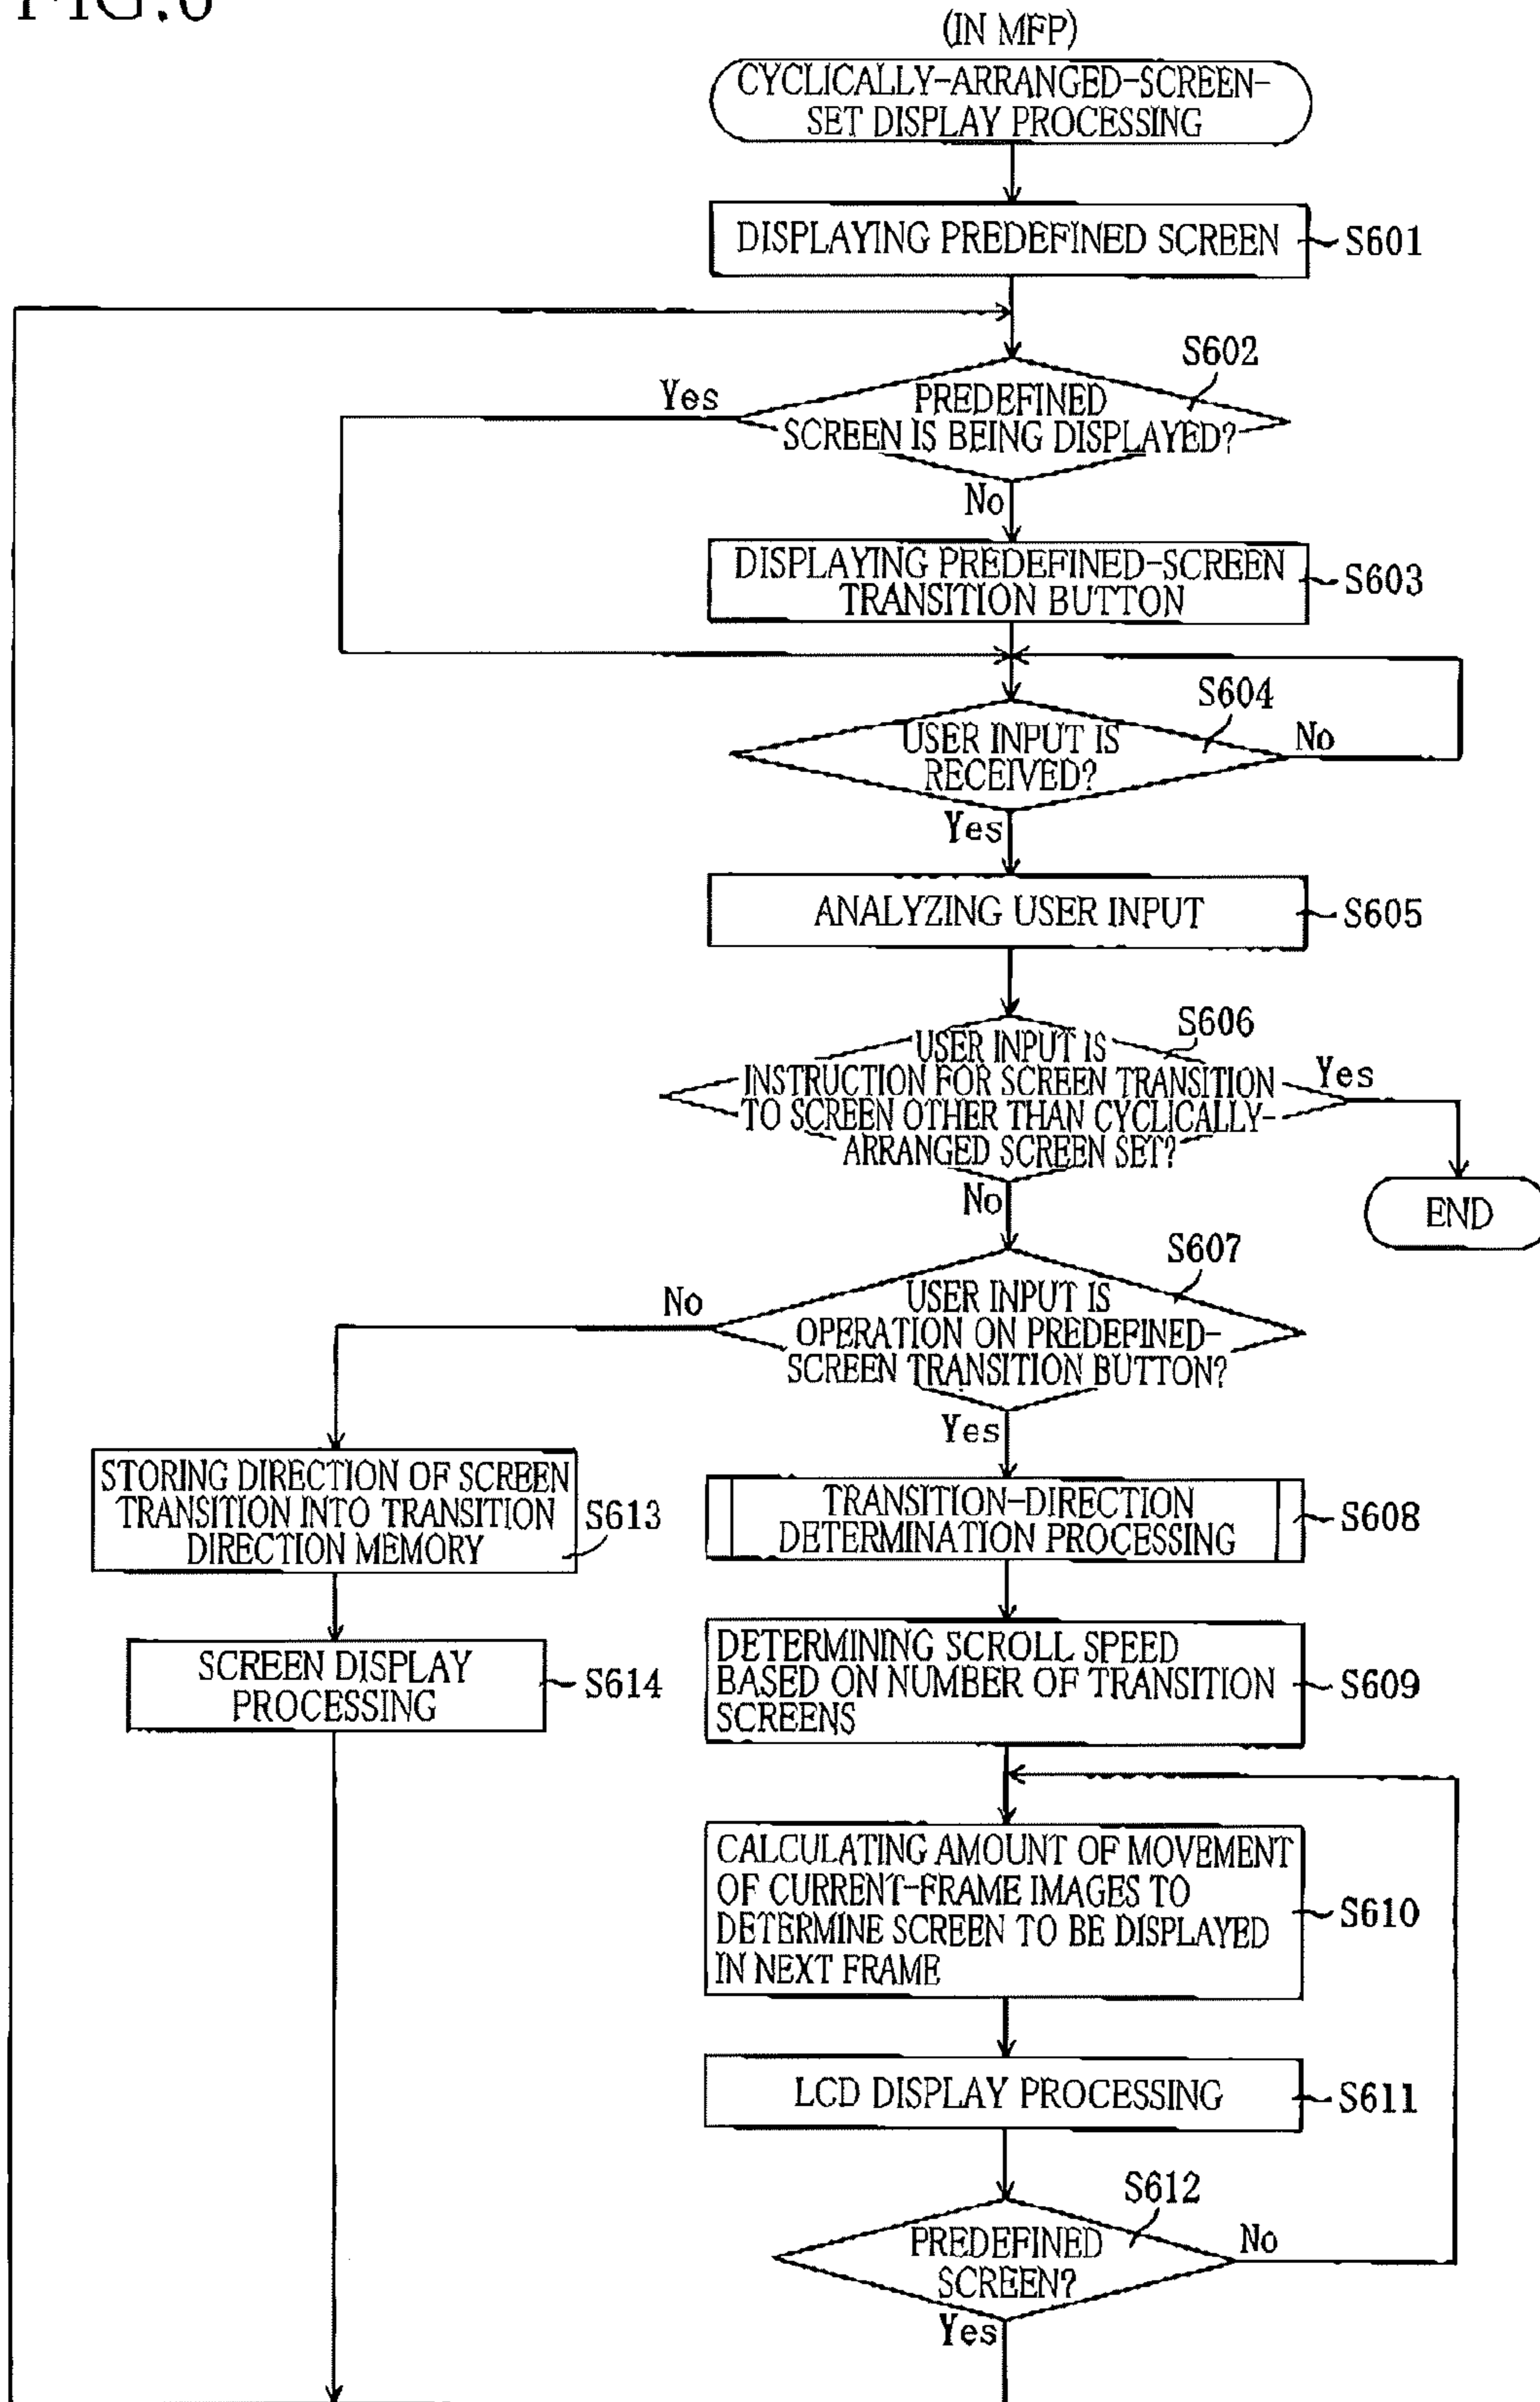 FIG.6
(IN MFP)
CYCLICALLY-ARRANGED-SCREEN-
SET DISPLAY PROCESSING
DISPLAYING PREDEFINED SCREEN
S601
S602
Yes
PREDEFINED
SCREEN IS BEING DISPLAYED?
No
DISPLAYING PREDEFINED-SCREEN
TRANSITION BUTTON
S603
S604
USER INPUT IS
RECEIVED?
No
Yes
ANALYZING USER INPUT
S605
S606
USER INPUT IS
INSTRUCTION FOR SCREEN TRANSITION
TO SCREEN OTHER THAN CYCLICALLY-
ARRANGED SCREEN SET?
Yes
No
END
S607
No
USER INPUT IS
OPERATION ON PREDEFINED-
SCREEN TRANSITION BUTTON?
Yes
STORING DIRECTION OF SCREEN
TRANSITION INTO TRANSITION
DIRECTION MEMORY
S613
TRANSITION-DIRECTION
DETERMINATION PROCESSING
S608
SCREEN DISPLAY
PROCESSING
S614
DETERMINING SCROLL SPEED
BASED ON NUMBER OF TRANSITION
SCREENS
S609
CALCULATING AMOUNT OF MOVEMENT
OF CURRENT-FRAME IMAGES TO
DETERMINE SCREEN TO BE DISPLAYED
IN NEXT FRAME
S610
LCD DISPLAY PROCESSING
S611
S612
PREDEFINED
SCREEN?
No
Yes